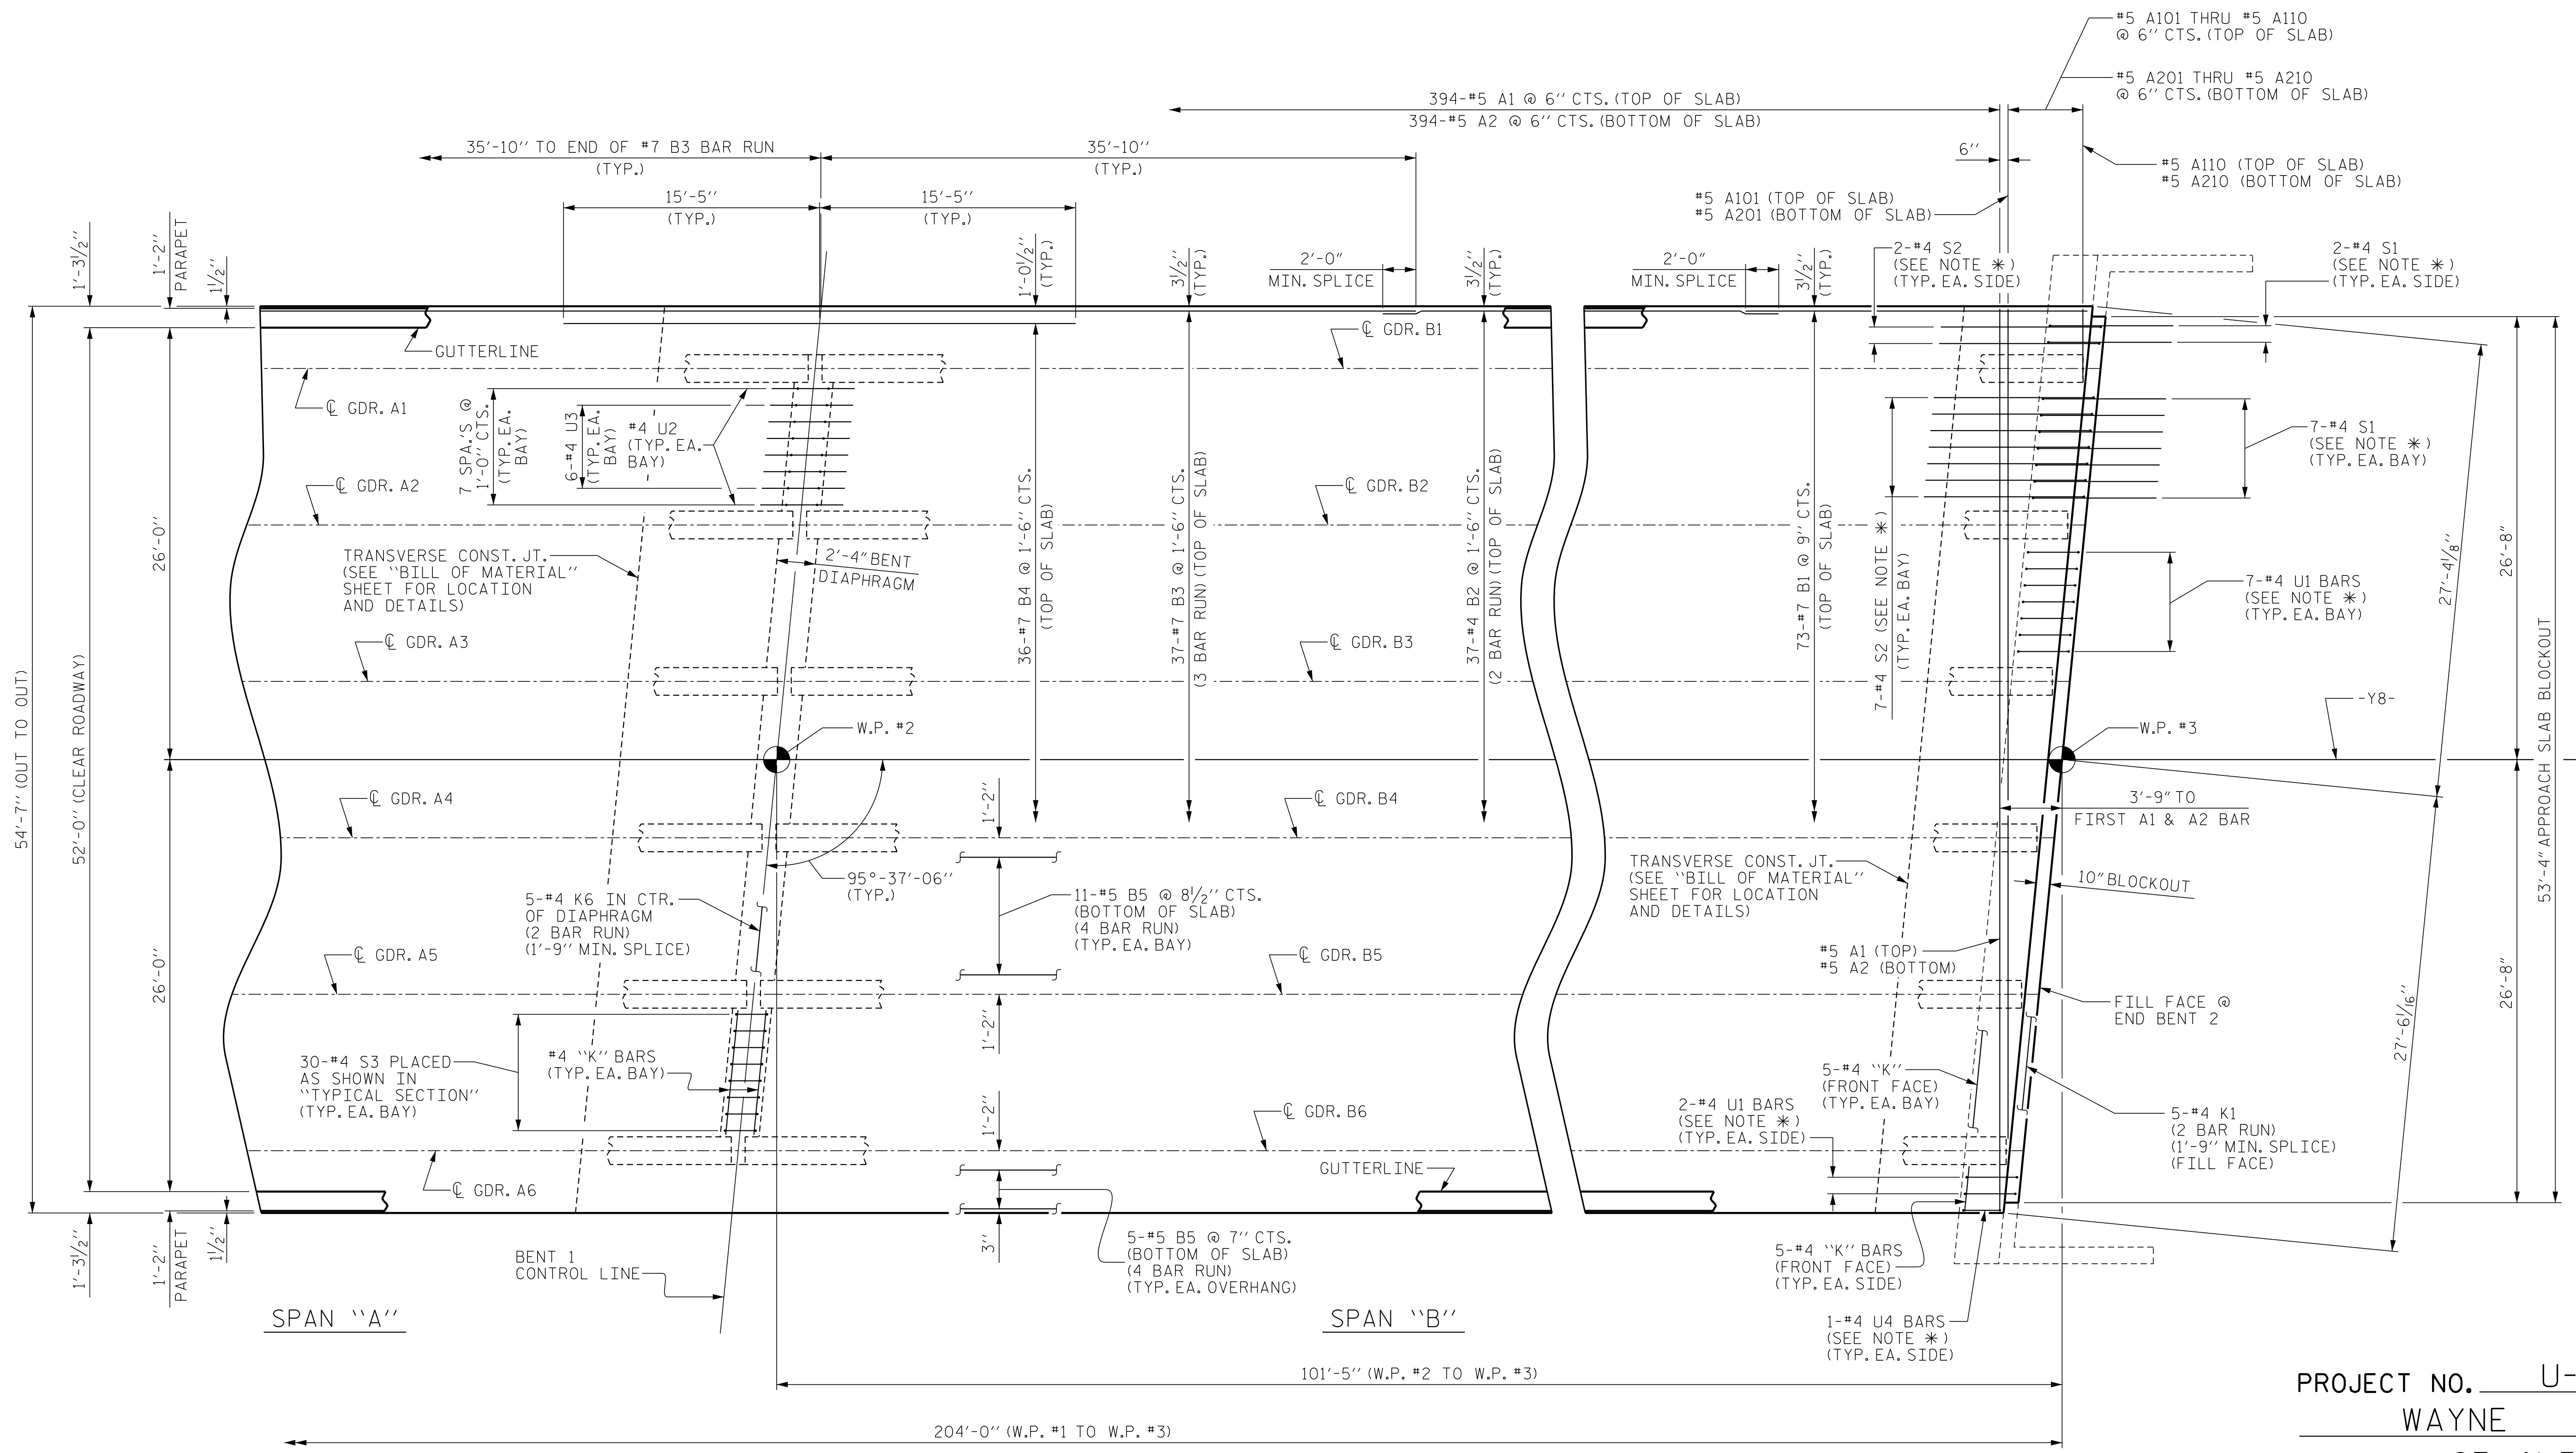 #5 A101 THRU #5 A110
@ 6'' CTS. (TOP OF SLAB)
#5 A201 THRU #5 A210
@ 6'' CTS. (BOTTOM OF SLAB)
394-#5 A1 @ 6'' CTS. (TOP OF SLAB)
394-#5 A2 @ 6'' CTS. (BOTTOM OF SLAB)
35'-10'' TO END OF #7 B3 BAR RUN
(TYP.)
35'-10''
(TYP.)
6''
#5 A110 (TOP OF SLAB)
#5 A210 (BOTTOM OF SLAB)
15'-5''
(TYP.)
15'-5''
(TYP.)
#5 A101 (TOP OF SLAB)
#5 A201 (BOTTOM OF SLAB)
1'-3½''
1'-2''
PARAPET
1½''
1'-0½''
(TYP.)
3½''
(TYP.)
2'-0''
MIN. SPLICE
3½''
(TYP.)
2'-0''
MIN. SPLICE
3½''
(TYP.)
2-#4 S2
(SEE NOTE ✳)
(TYP. EA. SIDE)
2-#4 S1
(SEE NOTE ✳)
(TYP. EA. SIDE)
GUTTERLINE
℄ GDR. B1
℄ GDR. A1
7 SPA.'S @
1'-0'' CTS.
(TYP. EA.
BAY)
6-#4 U3
(TYP. EA.
BAY)
#4 U2
(TYP. EA.
BAY)
7-#4 S1
(SEE NOTE ✳)
(TYP. EA. BAY)
℄ GDR. A2
℄ GDR. B2
36-#7 B4 @ 1'-6'' CTS.
(TOP OF SLAB)
37-#7 B3 @ 1'-6'' CTS.
(3 BAR RUN) (TOP OF SLAB)
37-#4 B2 @ 1'-6'' CTS.
(2 BAR RUN) (TOP OF SLAB)
73-#7 B1 @ 9'' CTS.
(TOP OF SLAB)
7-#4 S2 (SEE NOTE ✳)
(TYP. EA. BAY)
26'-0''
TRANSVERSE CONST. JT.
(SEE ''BILL OF MATERIAL''
SHEET FOR LOCATION
AND DETAILS)
2'-4'' BENT
DIAPHRAGM
7-#4 U1 BARS
(SEE NOTE ✳)
(TYP. EA. BAY)
27'-4⅛''
26'-8''
℄ GDR. A3
℄ GDR. B3
54'-7'' (OUT TO OUT)
52'-0'' (CLEAR ROADWAY)
53'-4'' APPROACH SLAB BLOCKOUT
W.P. #2
W.P. #3
-Y8-
℄ GDR. A4
1'-2''
℄ GDR. B4
3'-9'' TO
FIRST A1 & A2 BAR
95°-37'-06''
(TYP.)
5-#4 K6 IN CTR.
OF DIAPHRAGM
(2 BAR RUN)
(1'-9'' MIN. SPLICE)
11-#5 B5 @ 8½'' CTS.
(BOTTOM OF SLAB)
(4 BAR RUN)
(TYP. EA. BAY)
TRANSVERSE CONST. JT.
(SEE ''BILL OF MATERIAL''
SHEET FOR LOCATION
AND DETAILS)
10'' BLOCKOUT
#5 A1 (TOP)
#5 A2 (BOTTOM)
26'-0''
℄ GDR. A5
℄ GDR. B5
26'-8''
FILL FACE @
END BENT 2
1'-2''
27'-6 1/16''
30-#4 S3 PLACED
AS SHOWN IN
''TYPICAL SECTION''
(TYP. EA. BAY)
#4 ''K'' BARS
(TYP. EA. BAY)
5-#4 ''K''
(FRONT FACE)
(TYP. EA. BAY)
2-#4 U1 BARS
(SEE NOTE ✳)
(TYP. EA. SIDE)
1'-2''
℄ GDR. B6
5-#4 K1
(2 BAR RUN)
(1'-9'' MIN. SPLICE)
(FILL FACE)
GUTTERLINE
℄ GDR. A6
1'-3½''
1'-2''
PARAPET
1½''
3''
5-#5 B5 @ 7'' CTS.
(BOTTOM OF SLAB)
(4 BAR RUN)
(TYP. EA. OVERHANG)
BENT 1
CONTROL LINE
5-#4 ''K'' BARS
(FRONT FACE)
(TYP. EA. SIDE)
1-#4 U4 BARS
(SEE NOTE ✳)
(TYP. EA. SIDE)
SPAN ''A''
SPAN ''B''
101'-5'' (W.P. #2 TO W.P. #3)
204'-0'' (W.P. #1 TO W.P. #3)
PROJECT NO. U-
WAYNE